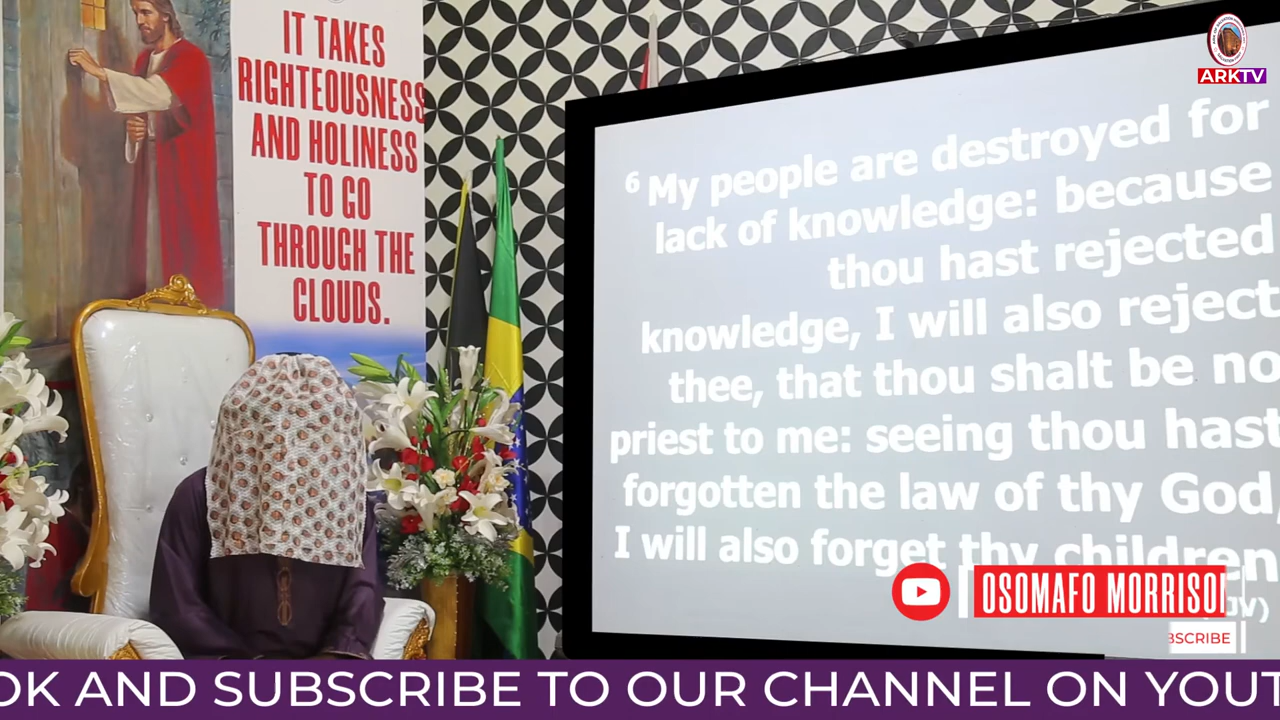 IT TAKES
RIGHTEOUSNESS
AND HOLINESS
TO GO
THROUGH THE
CLOUDS.
ARKTV
6 My people are destroyed for
lack of knowledge: because
thou hast rejected
knowledge, I will also reject
thee, that thou shalt be no
priest to me: seeing thou hast
forgotten the law of thy God,
I will also forget thy children
JV)
OSOMAFO MORRISO
BSCRIBE
OK AND SUBSCRIBE TO OUR CHANNEL ON YOUT